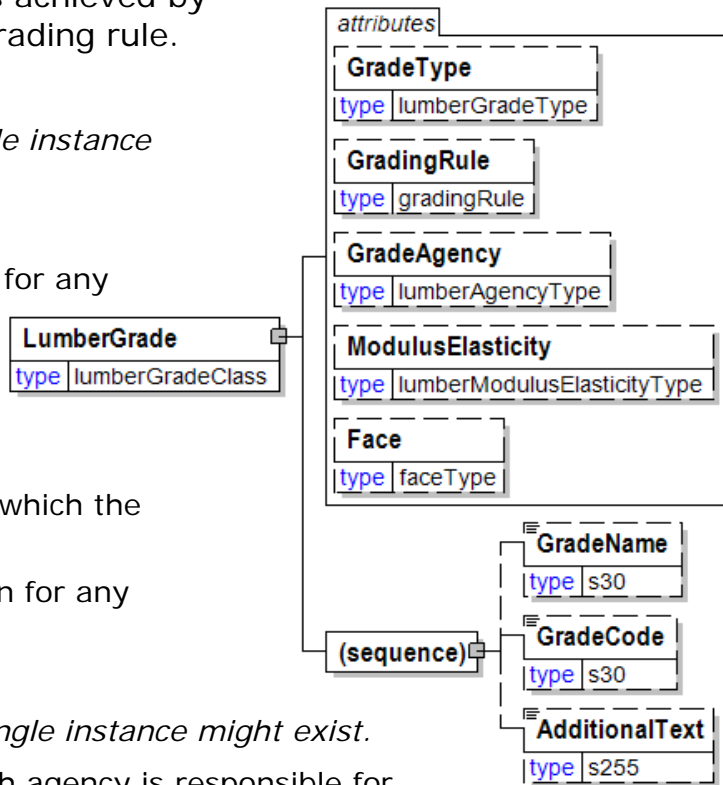 s achieved by
rading rule.
le instance
for any
which the
n for any
ngle instance might exist.
h agency is responsible for
LumberGrade
type lumberGradeClass
attributes
GradeType
type lumberGradeType
GradingRule
type gradingRule
GradeAgency
type lumberAgencyType
ModulusElasticity
type lumberModulusElasticityType
Face
type faceType
(sequence)
GradeName
type s30
GradeCode
type s30
AdditionalText
type s255